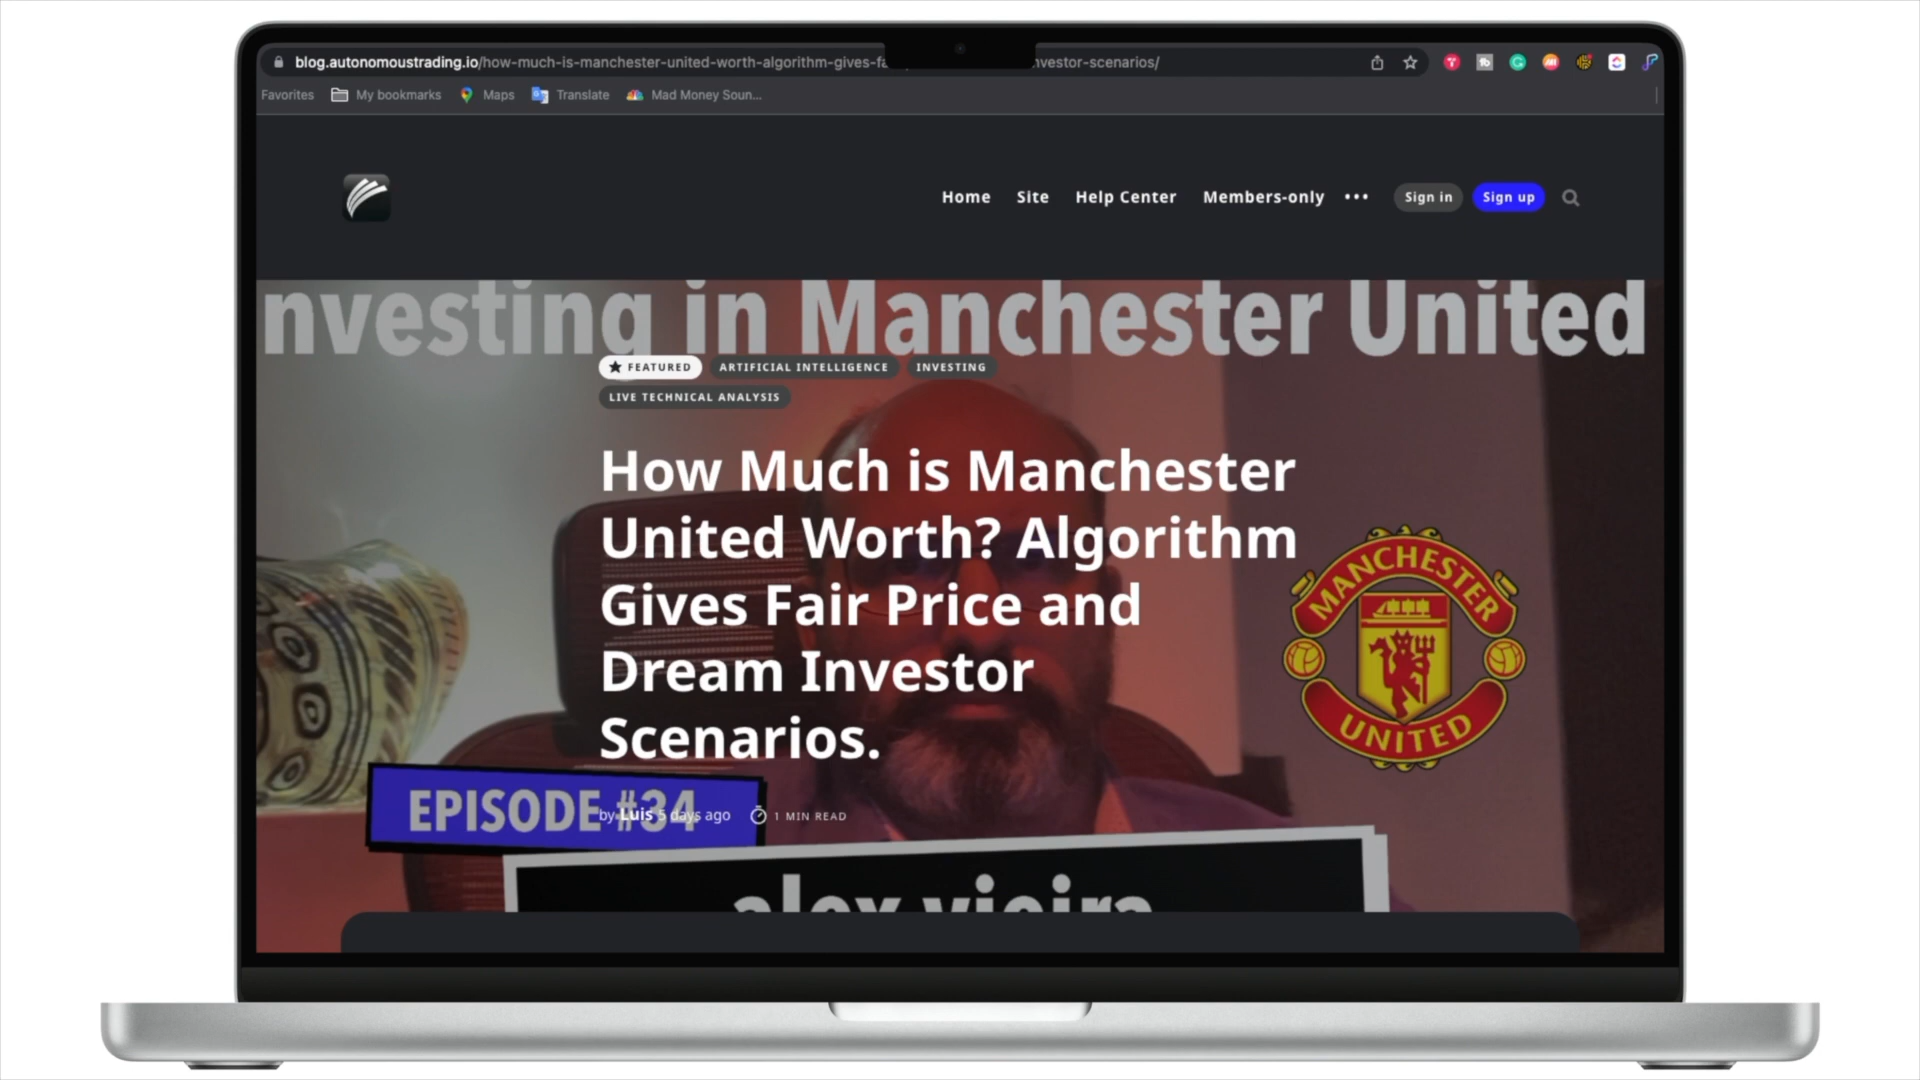 blog.autonomoustrading.io/how-much-is-manchester-united-worth-algorithm-gives-fa
nvestor-scenarios/
Favorites My bookmarks Maps Translate Mad Money Soun...
Home Site Help Center Members-only ••• Sign in Sign up
nvesting in Manchester United
FEATURED ARTIFICIAL INTELLIGENCE INVESTING
LIVE TECHNICAL ANALYSIS
How Much is Manchester
United Worth? Algorithm
Gives Fair Price and
Dream Investor
Scenarios.
MANCHESTER
UNITED
EPISODE #34
by Luis 5 days ago 1 MIN READ
alex vieira